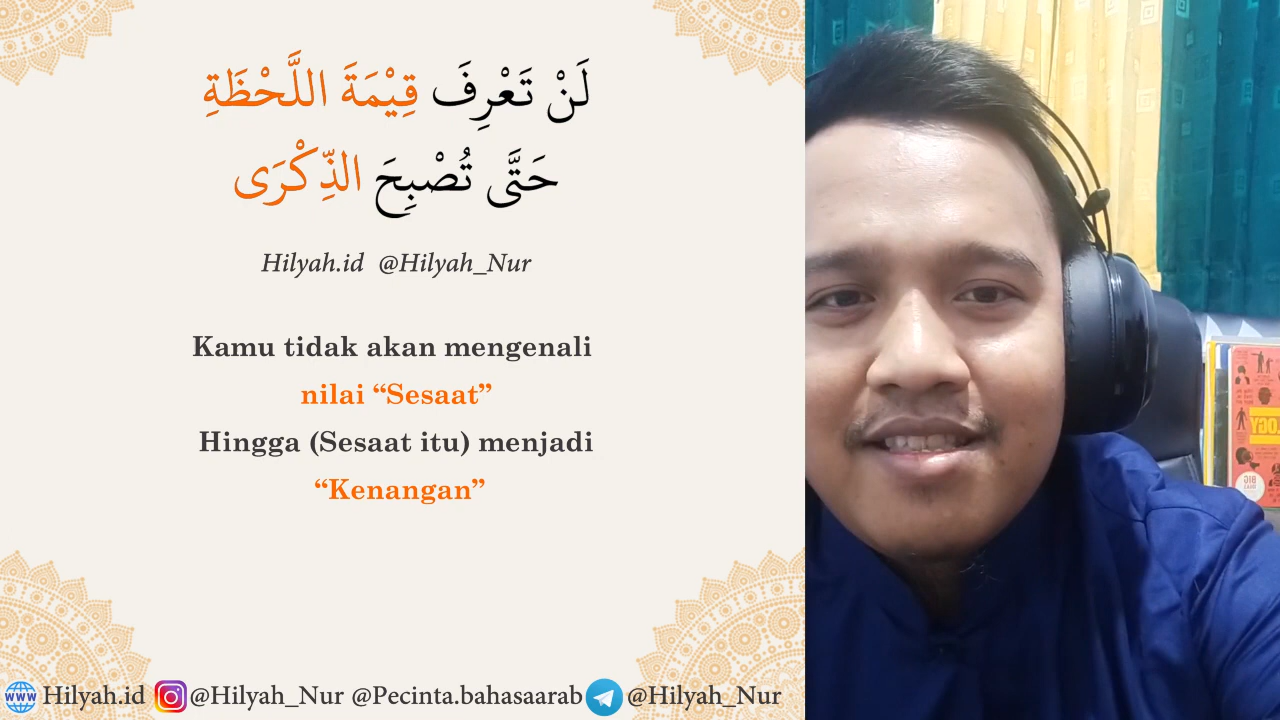 لَنْ تَعْرِفَ قِيْمَةَ اللَّحْظَةِ
حَتَّى تُصْبِحَ الذِّكْرَى
Hilyah.id @Hilyah_Nur
Kamu tidak akan mengenali
nilai “Sesaat”
Hingga (Sesaat itu) menjadi
“Kenangan”
www Hilyah.id @Hilyah_Nur @Pecinta.bahasaarab @Hilyah_Nur